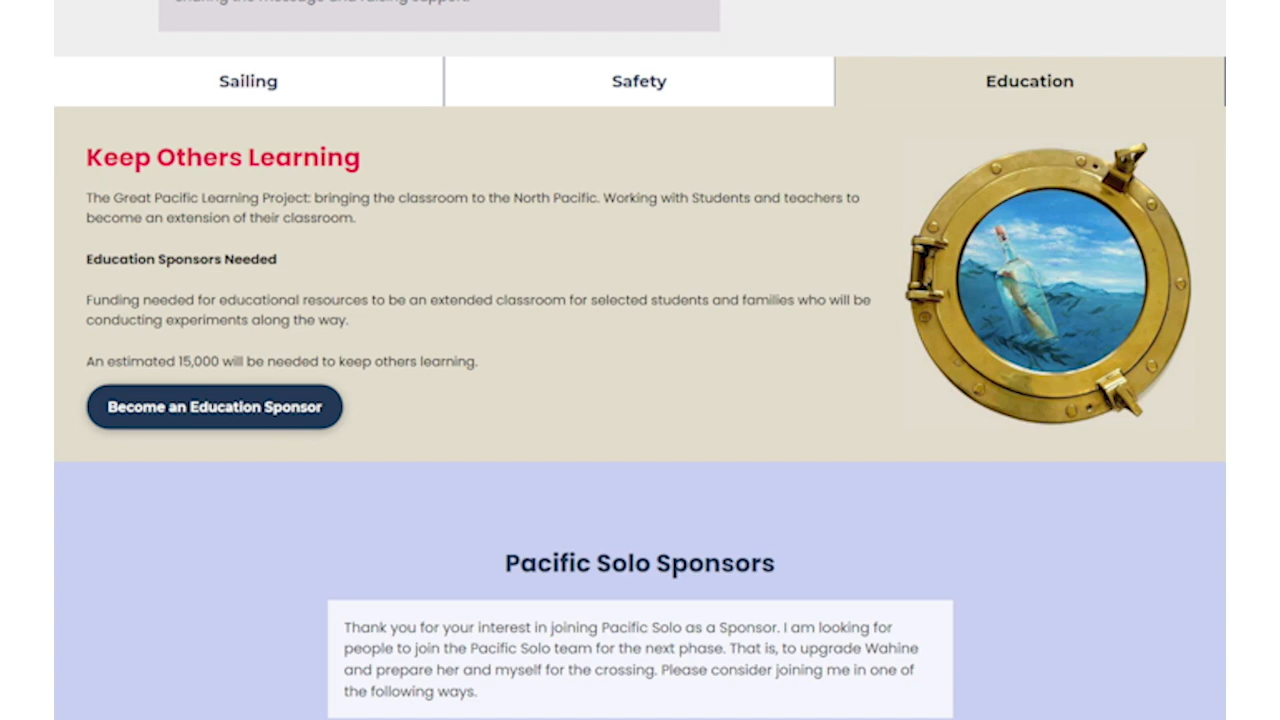 sharing the message and raising support.
Sailing
Safety
Education
Keep Others Learning
The Great Pacific Learning Project: bringing the classroom to the North Pacific. Working with Students and teachers to
become an extension of their classroom.
Education Sponsors Needed
Funding needed for educational resources to be an extended classroom for selected students and families who will be
conducting experiments along the way.
An estimated 15,000 will be needed to keep others learning.
Become an Education Sponsor
Pacific Solo Sponsors
Thank you for your interest in joining Pacific Solo as a Sponsor. I am looking for
people to join the Pacific Solo team for the next phase. That is, to upgrade Wahine
and prepare her and myself for the crossing. Please consider joining me in one of
the following ways.